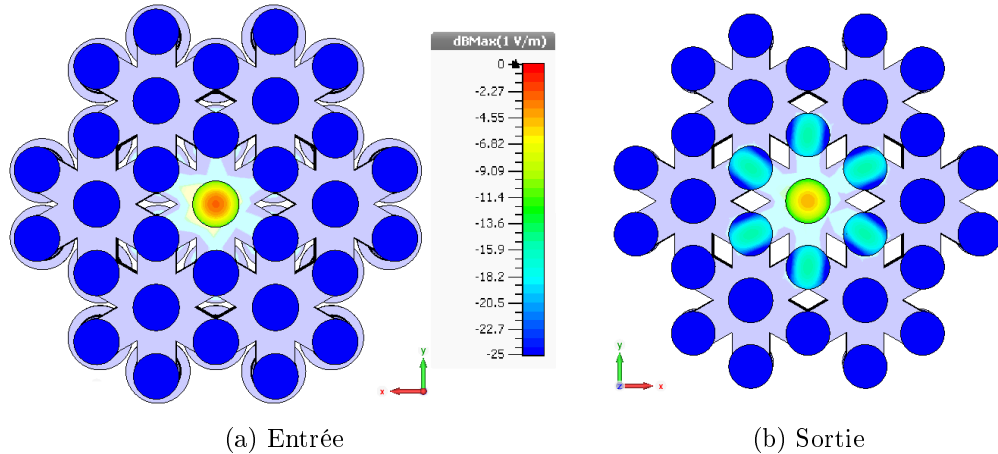 dBMax(1 V/m)
0
-2.27
-4.55
-6.82
-9.09
-11.4
-13.6
-15.9
-18.2
-20.5
-22.7
-25
y
x
y
z
x
(a) Entrée
(b) Sortie